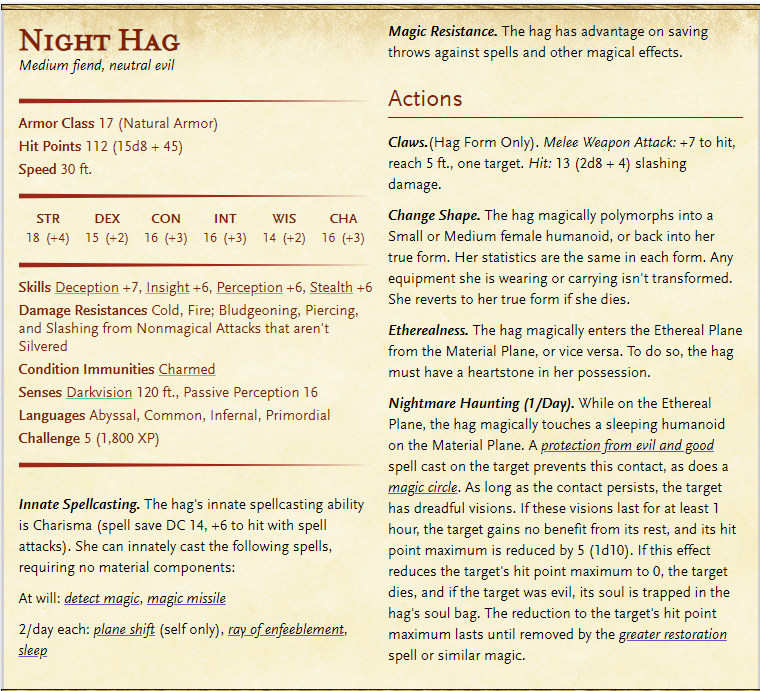 Night Hag
Medium fiend, neutral evil
Armor Class 17 (Natural Armor)
Hit Points 112 (15d8 + 45)
Speed 30 ft.
STR DEX CON INT WIS CHA
18 (+4) 15 (+2) 16 (+3) 16 (+3) 14 (+2) 16 (+3)
Skills Deception +7, Insight +6, Perception +6, Stealth +6
Damage Resistances Cold, Fire; Bludgeoning, Piercing,
and Slashing from Nonmagical Attacks that aren't
Silvered
Condition Immunities Charmed
Senses Darkvision 120 ft., Passive Perception 16
Languages Abyssal, Common, Infernal, Primordial
Challenge 5 (1,800 XP)
Innate Spellcasting. The hag's innate spellcasting ability
is Charisma (spell save DC 14, +6 to hit with spell
attacks). She can innately cast the following spells,
requiring no material components:
At will: detect magic, magic missile
2/day each: plane shift (self only), ray of enfeeblement,
sleep
Magic Resistance. The hag has advantage on saving
throws against spells and other magical effects.
Actions
Claws.(Hag Form Only). Melee Weapon Attack: +7 to hit,
reach 5 ft., one target. Hit: 13 (2d8 + 4) slashing
damage.
Change Shape. The hag magically polymorphs into a
Small or Medium female humanoid, or back into her
true form. Her statistics are the same in each form. Any
equipment she is wearing or carrying isn't transformed.
She reverts to her true form if she dies.
Etherealness. The hag magically enters the Ethereal Plane
from the Material Plane, or vice versa. To do so, the hag
must have a heartstone in her possession.
Nightmare Haunting (1/Day). While on the Ethereal
Plane, the hag magically touches a sleeping humanoid
on the Material Plane. A protection from evil and good
spell cast on the target prevents this contact, as does a
magic circle. As long as the contact persists, the target
has dreadful visions. If these visions last for at least 1
hour, the target gains no benefit from its rest, and its hit
point maximum is reduced by 5 (1d10). If this effect
reduces the target's hit point maximum to 0, the target
dies, and if the target was evil, its soul is trapped in the
hag's soul bag. The reduction to the target's hit point
maximum lasts until removed by the greater restoration
spell or similar magic.